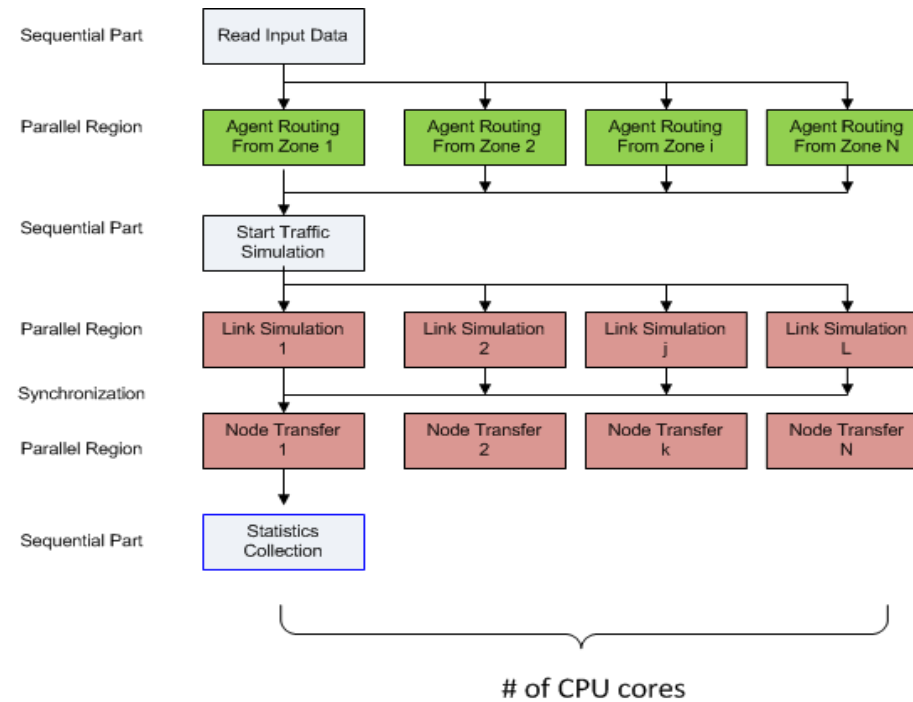 Sequential Part
Read Input Data
Parallel Region
Agent Routing
From Zone 1
Agent Routing
From Zone 2
Agent Routing
From Zone i
Agent Routing
From Zone N
Sequential Part
Start Traffic
Simulation
Parallel Region
Link Simulation
1
Link Simulation
2
Link Simulation
j
Link Simulation
L
Synchronization
Parallel Region
Node Transfer
1
Node Transfer
2
Node Transfer
k
Node Transfer
N
Sequential Part
Statistics
Collection
# of CPU cores